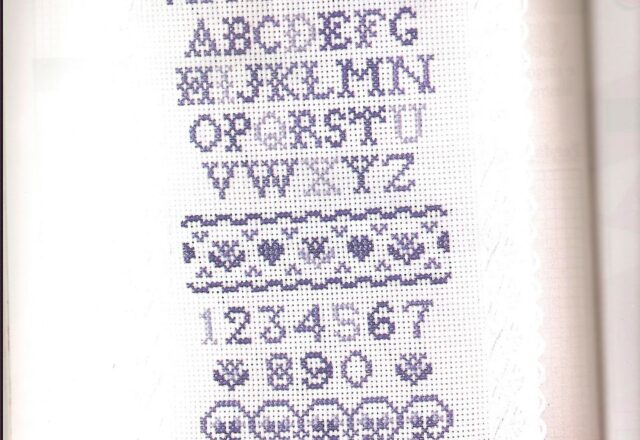 ABCDEFG
HIJKLMN
OPQRSTU
VWXYZ
1234567
890